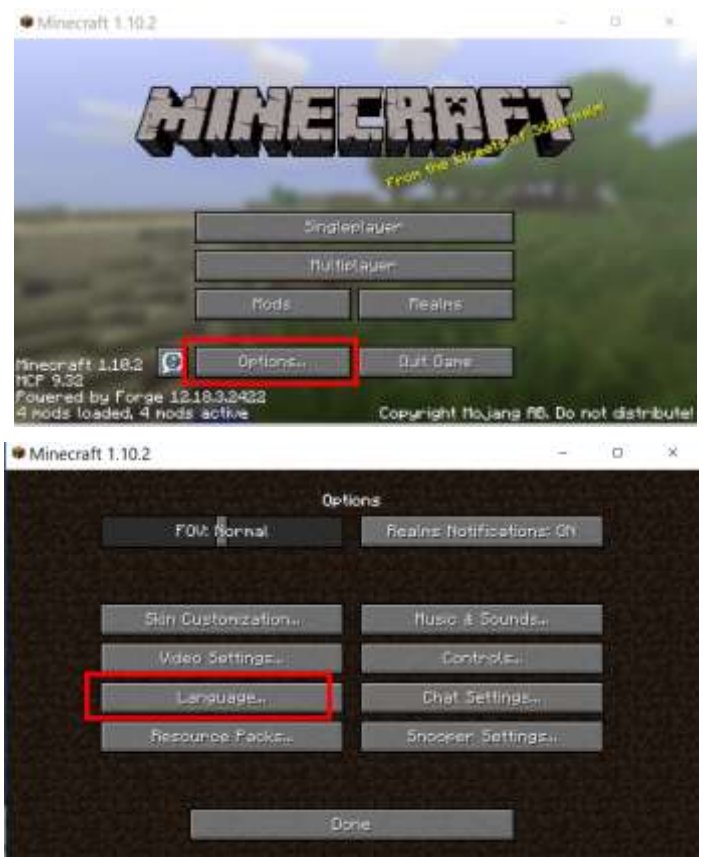 Minecraft 1.10.2
MINECRAFT
From the streets of Södermalm!
Singleplayer
Multiplayer
Mods Realms
Options... Quit Game
Minecraft 1.10.2
MCP 9.32
Powered by Forge 12.18.3.2422
4 mods loaded, 4 mods active
Copyright Mojang AB. Do not distribute!
Minecraft 1.10.2
Options
FOV: Normal Realms Notifications: ON
Skin Customization... Music & Sounds...
Video Settings... Controls...
Language... Chat Settings...
Resource Packs... Snooper Settings...
Done